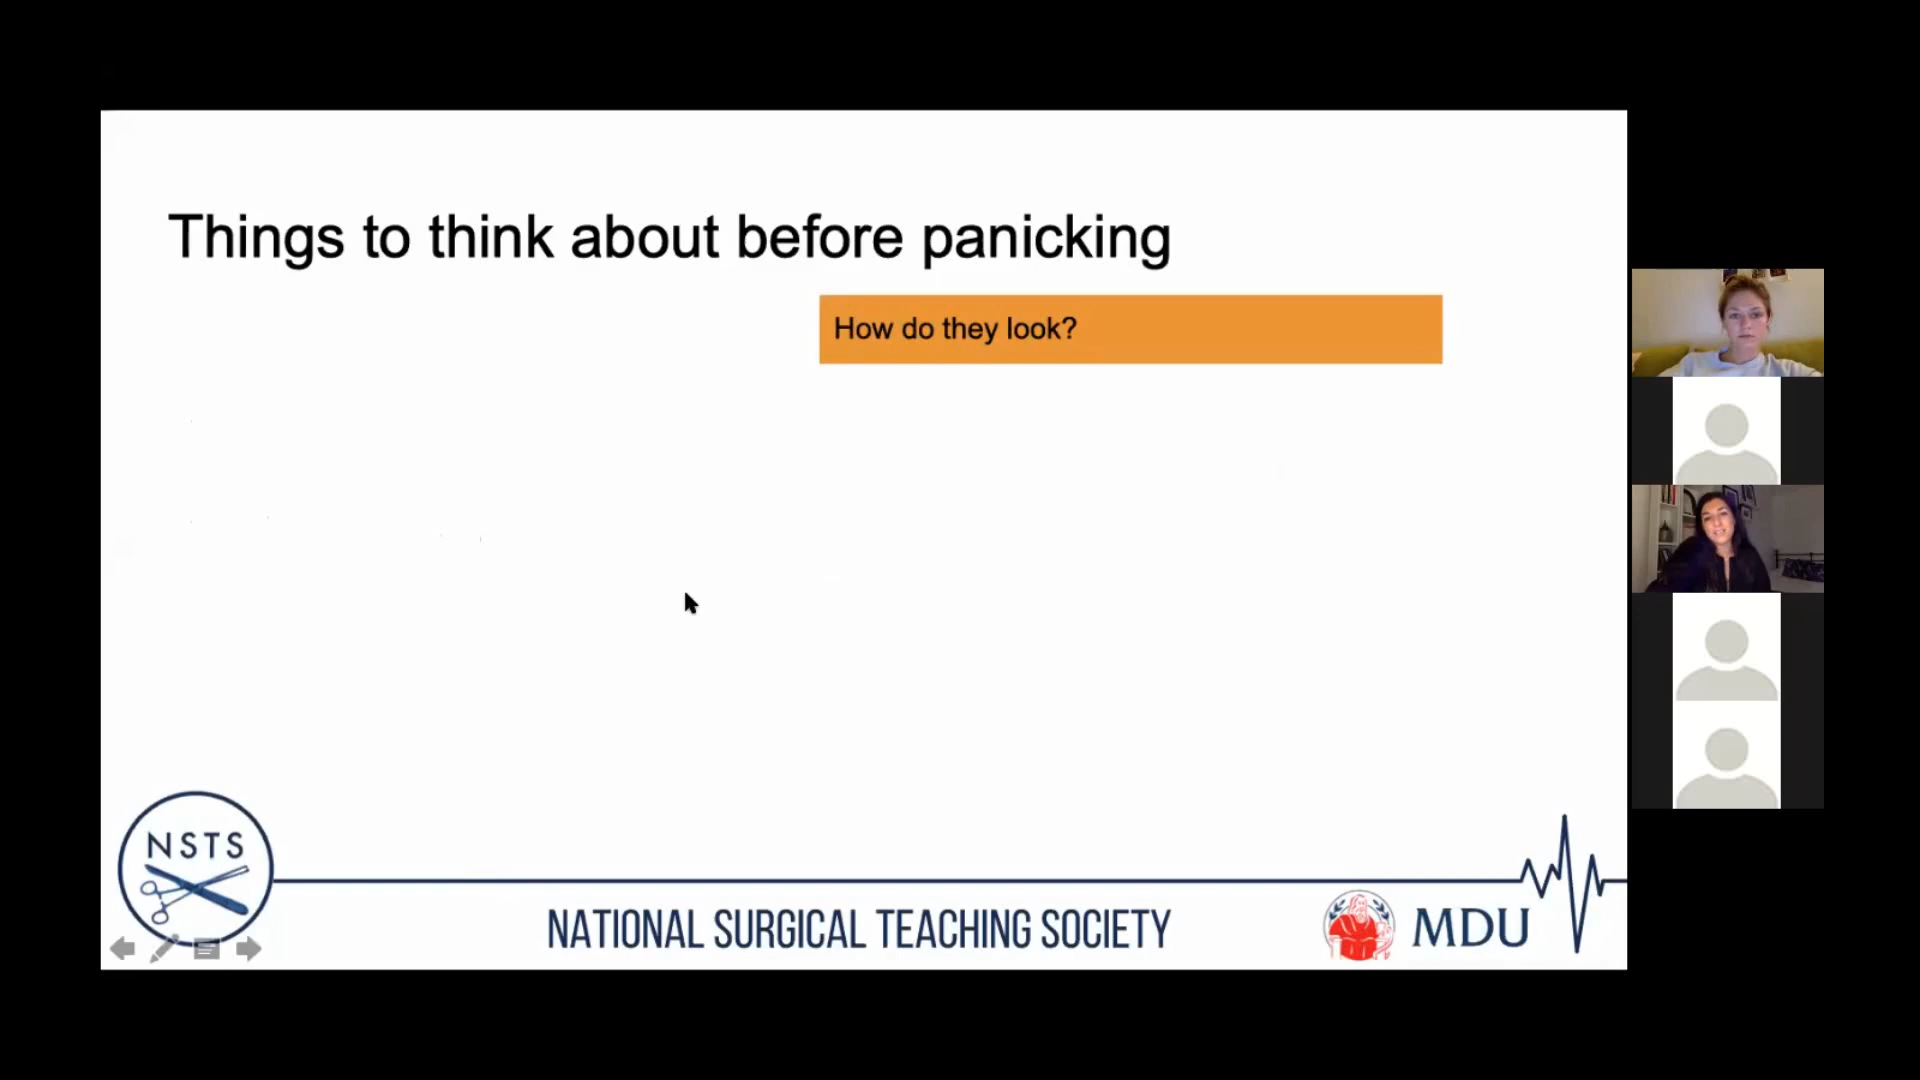 Things to think about before panicking
How do they look?
NSTS
NATIONAL SURGICAL TEACHING SOCIETY
MDU